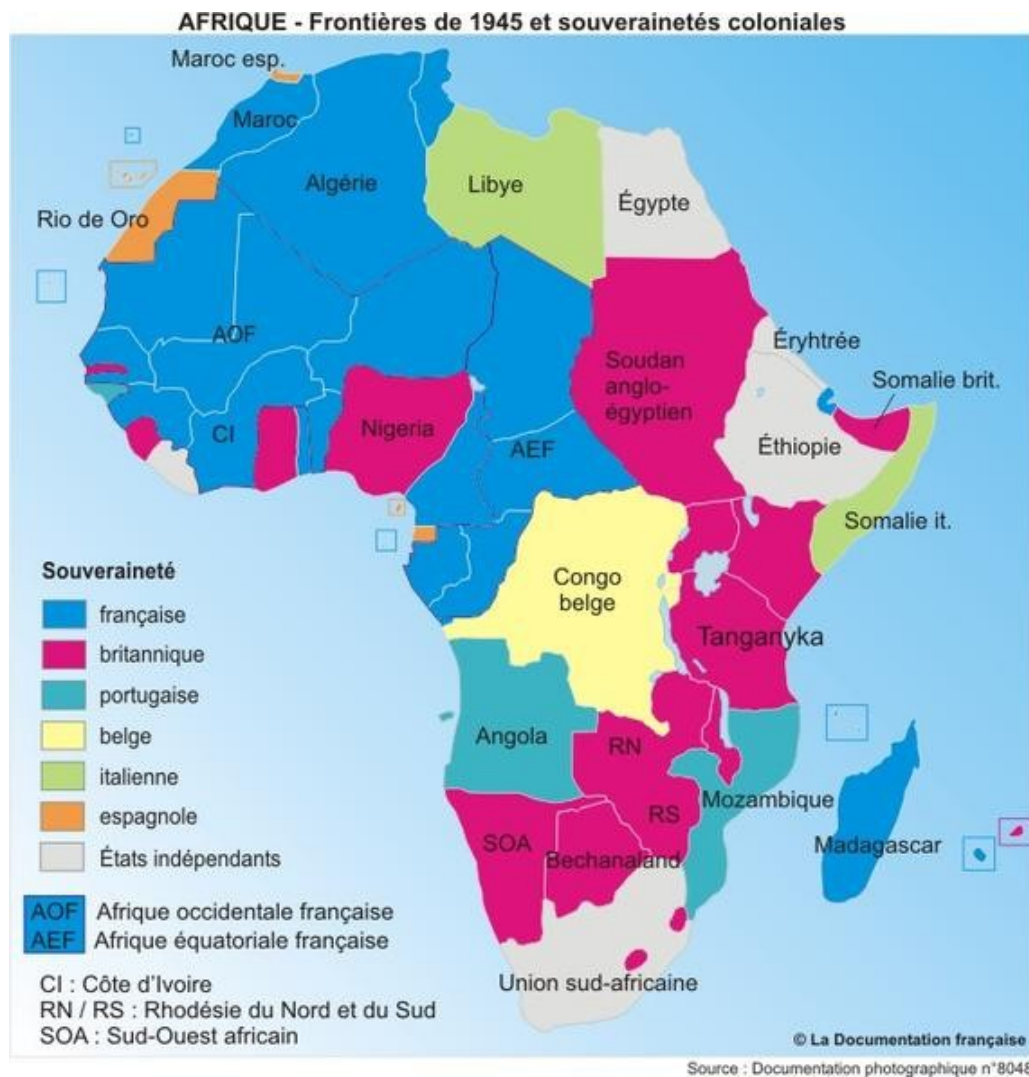 AFRIQUE - Frontières de 1945 et souverainetés coloniales
Maroc esp.
Maroc
Algérie
Libye
Égypte
Rio de Oro
AOF
Soudan
anglo-
égyptien
Éryhtrée
Somalie brit.
CI
Nigeria
AEF
Éthiopie
Somalie it.
Congo
belge
Tanganyka
Angola
RN
Mozambique
RS
SOA
Bechanaland
Madagascar
Union sud-africaine
Souveraineté
française
britannique
portugaise
belge
italienne
espagnole
États indépendants
AOF Afrique occidentale française
AEF Afrique équatoriale française
CI : Côte d'Ivoire
RN / RS : Rhodésie du Nord et du Sud
SOA : Sud-Ouest africain
© La Documentation française
Source : Documentation photographique n°8048